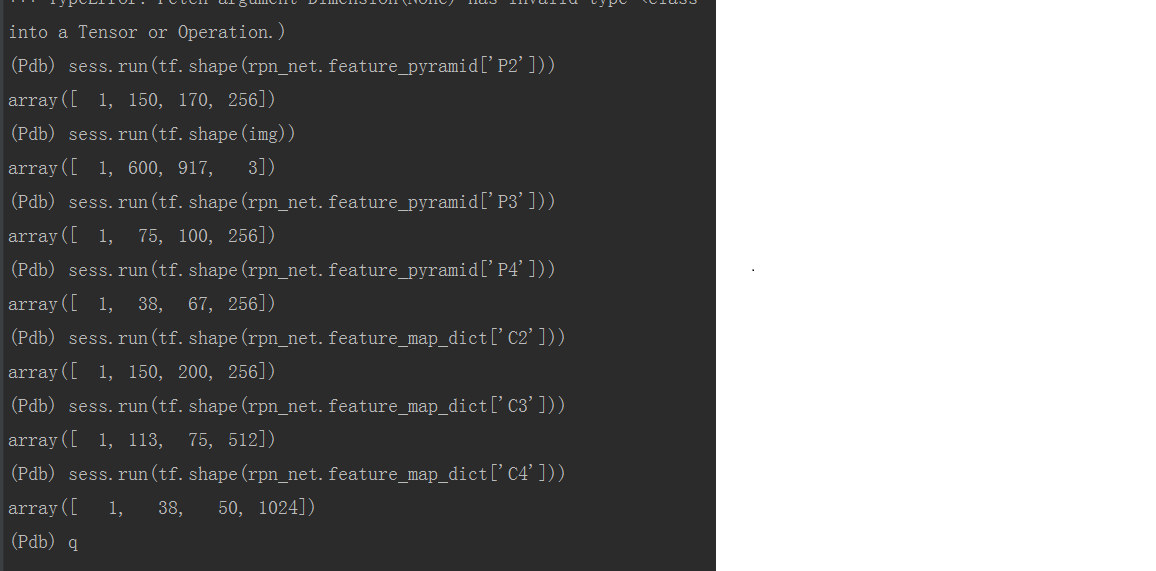 into a Tensor or Operation.)
(Pdb) sess.run(tf.shape(rpn_net.feature_pyramid['P2']))
array([  1, 150, 170, 256])
(Pdb) sess.run(tf.shape(img))
array([  1, 600, 917,   3])
(Pdb) sess.run(tf.shape(rpn_net.feature_pyramid['P3']))
array([  1,  75, 100, 256])
(Pdb) sess.run(tf.shape(rpn_net.feature_pyramid['P4']))
array([  1,  38,  67, 256])
(Pdb) sess.run(tf.shape(rpn_net.feature_map_dict['C2']))
array([  1, 150, 200, 256])
(Pdb) sess.run(tf.shape(rpn_net.feature_map_dict['C3']))
array([  1, 113,  75, 512])
(Pdb) sess.run(tf.shape(rpn_net.feature_map_dict['C4']))
array([   1,   38,   50, 1024])
(Pdb) q